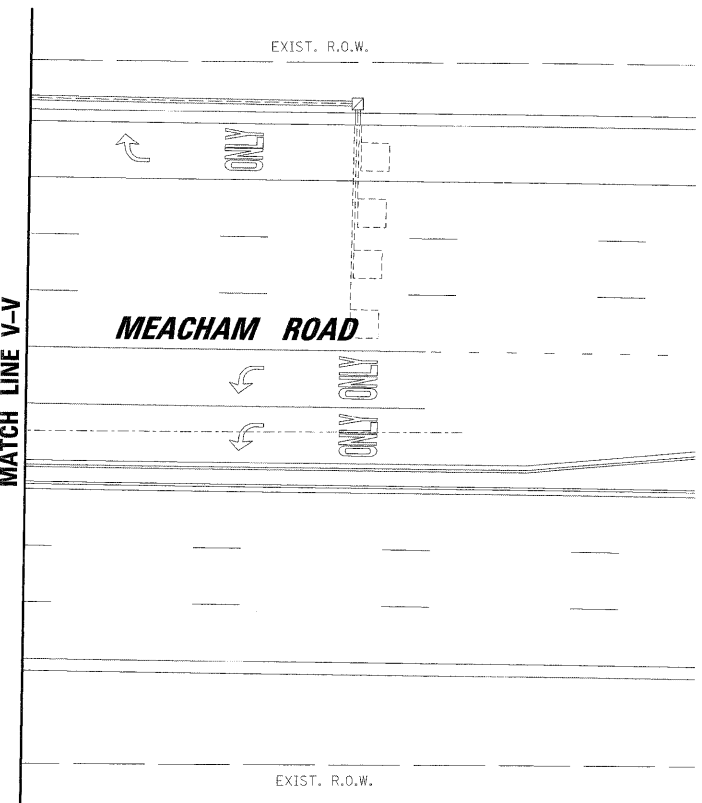 EXIST. R.O.W.
ONLY
MATCH LINE V-V
MEACHAM ROAD
ONLY
ONLY
EXIST. R.O.W.